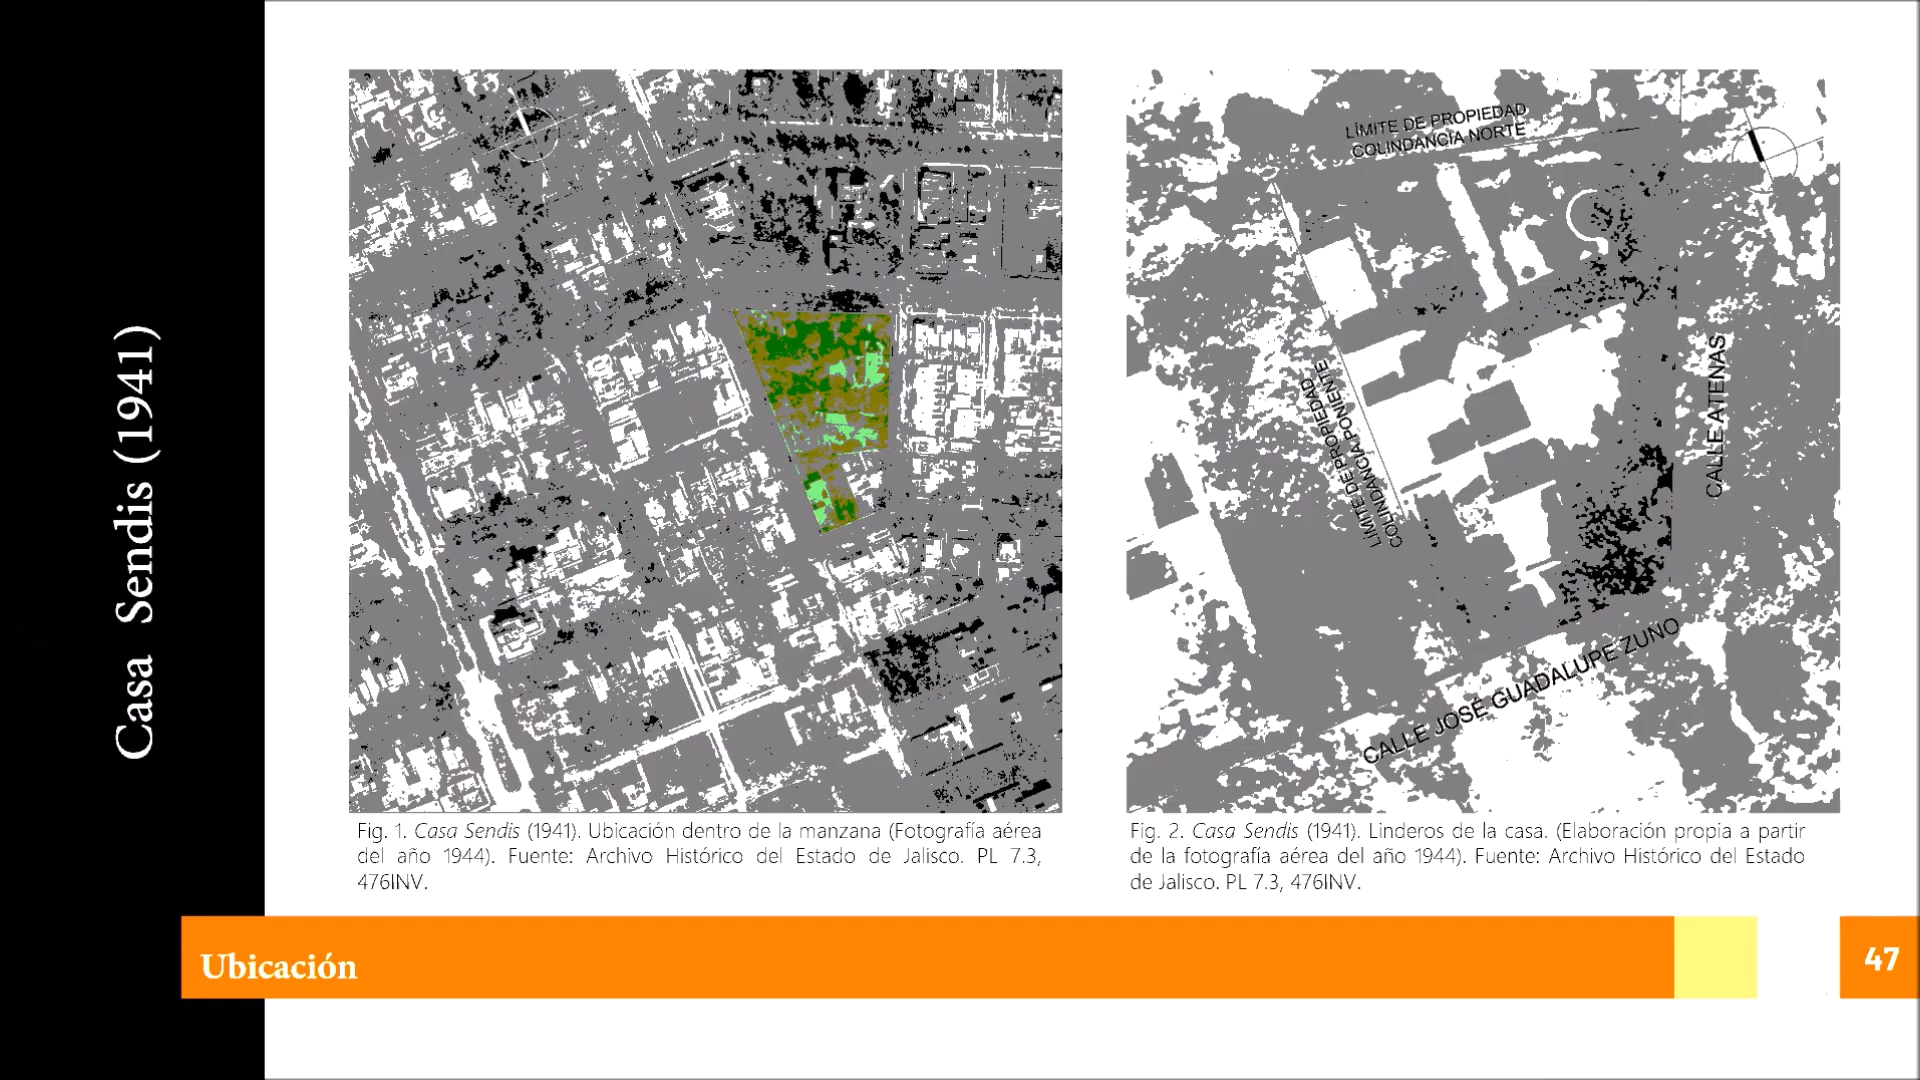 Casa Sendis (1941)
LÍMITE DE PROPIEDAD
COLINDANCIA NORTE
LIMITE DE PROPIEDAD
COLINDANCIA PONIENTE
CALLE ATENAS
CALLE JOSÉ GUADALUPE ZUNO
Fig. 1. Casa Sendis (1941). Ubicación dentro de la manzana (Fotografía aérea
del año 1944). Fuente: Archivo Histórico del Estado de Jalisco. PL 7.3,
476INV.
Fig. 2. Casa Sendis (1941). Linderos de la casa. (Elaboración propia a partir
de la fotografía aérea del año 1944). Fuente: Archivo Histórico del Estado
de Jalisco. PL 7.3, 476INV.
Ubicación
47